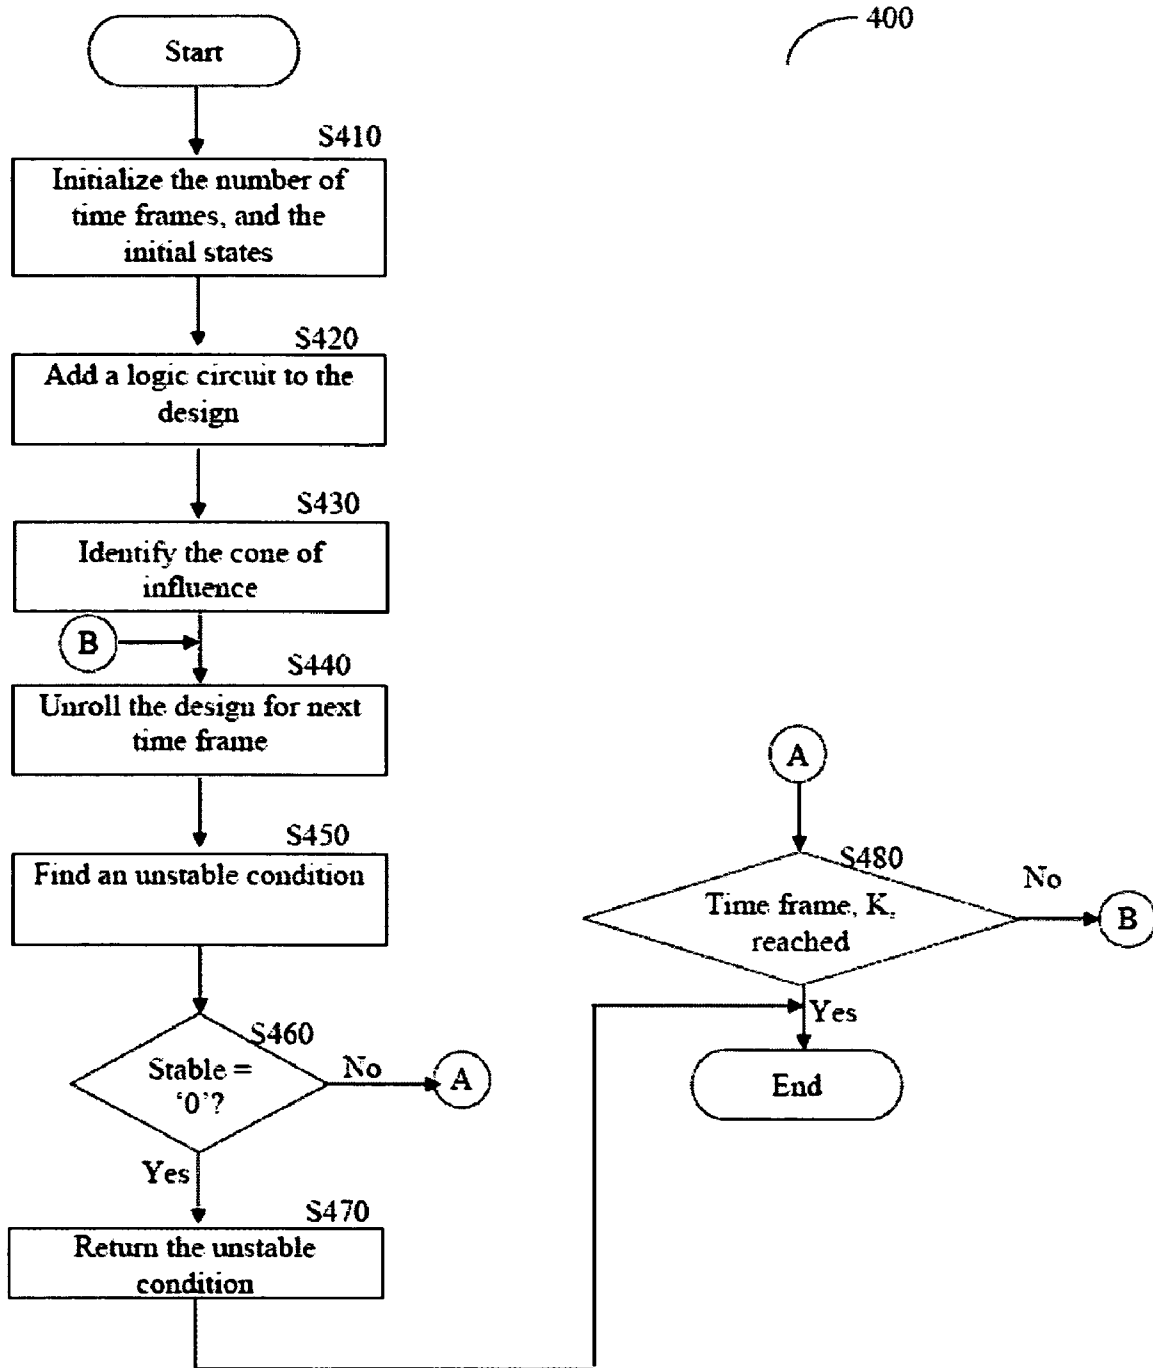 400
Start
S410
Initialize the number of
time frames, and the
initial states
S420
Add a logic circuit to the
design
S430
Identify the cone of
influence
B
S440
Unroll the design for next
time frame
S450
Find an unstable condition
S460
Stable =
‘0’?
No
A
Yes
S470
Return the unstable
condition
A
S480
Time frame, K,
reached
No
B
Yes
End